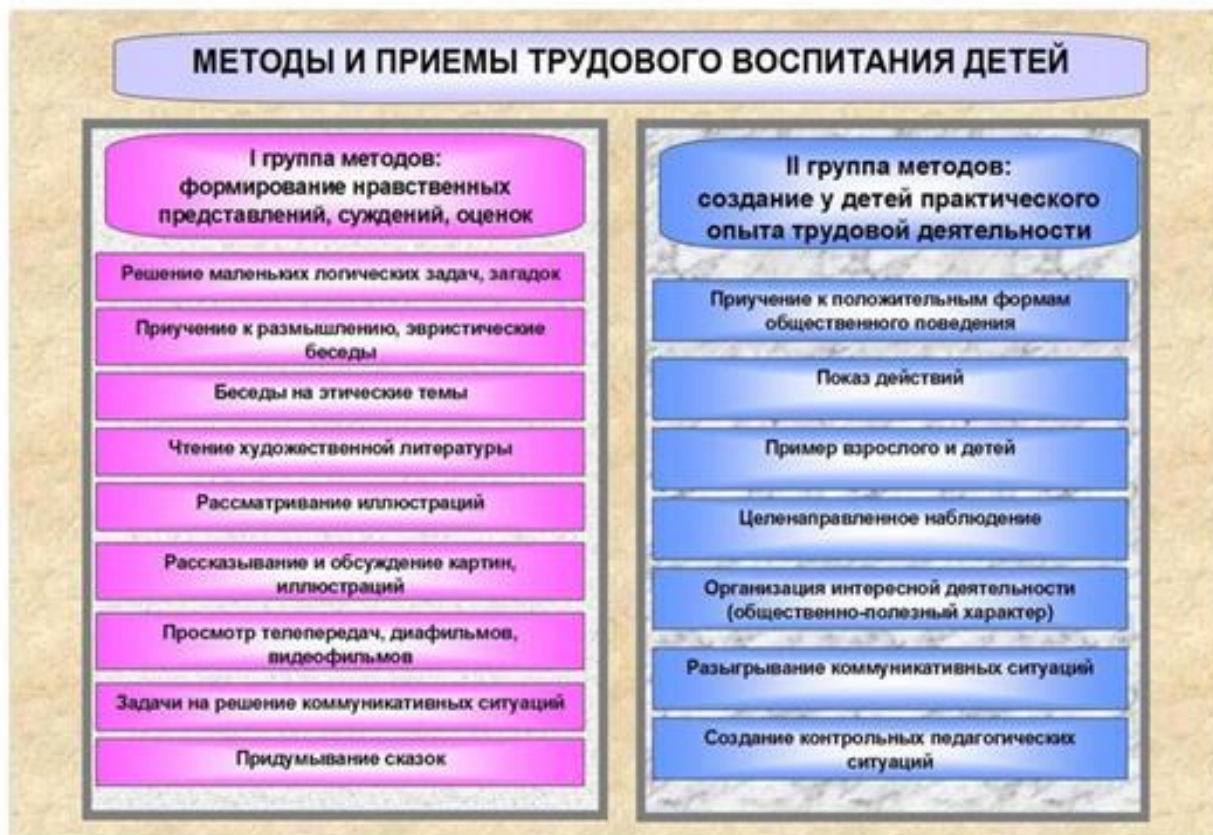 МЕТОДЫ И ПРИЕМЫ ТРУДОВОГО ВОСПИТАНИЯ ДЕТЕЙ
I группа методов:
формирование нравственных
представлений, суждений, оценок
Решение маленьких логических задач, загадок
Приучение к размышлению, эвристические
беседы
Беседы на этические темы
Чтение художественной литературы
Рассматривание иллюстраций
Рассказывание и обсуждение картин,
иллюстраций
Просмотр телепередач, диафильмов,
видеофильмов
Задачи на решение коммуникативных ситуаций
Придумывание сказок
II группа методов:
создание у детей практического
опыта трудовой деятельности
Приучение к положительным формам
общественного поведения
Показ действий
Пример взрослого и детей
Целенаправленное наблюдение
Организация интересной деятельности
(общественно-полезный характер)
Разыгрывание коммуникативных ситуаций
Создание контрольных педагогических
ситуаций